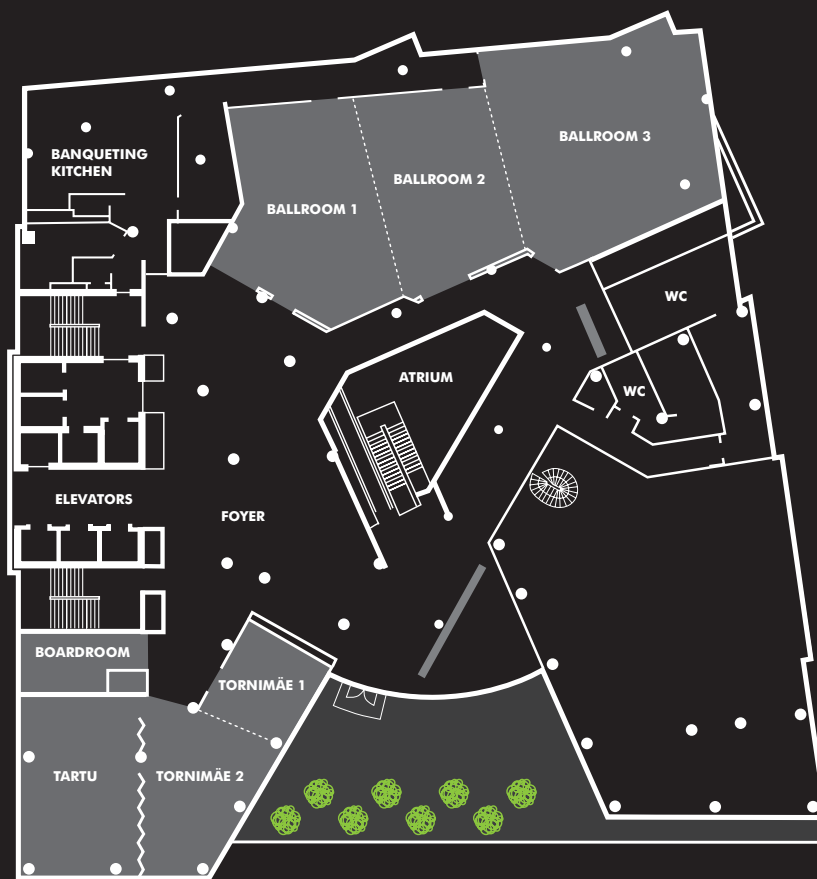 BALLROOM 3
BANQUETING
KITCHEN
BALLROOM 2
BALLROOM 1
WC
ATRIUM
WC
ELEVATORS
FOYER
BOARDROOM
TORNIMÄE 1
TARTU
TORNIMÄE 2